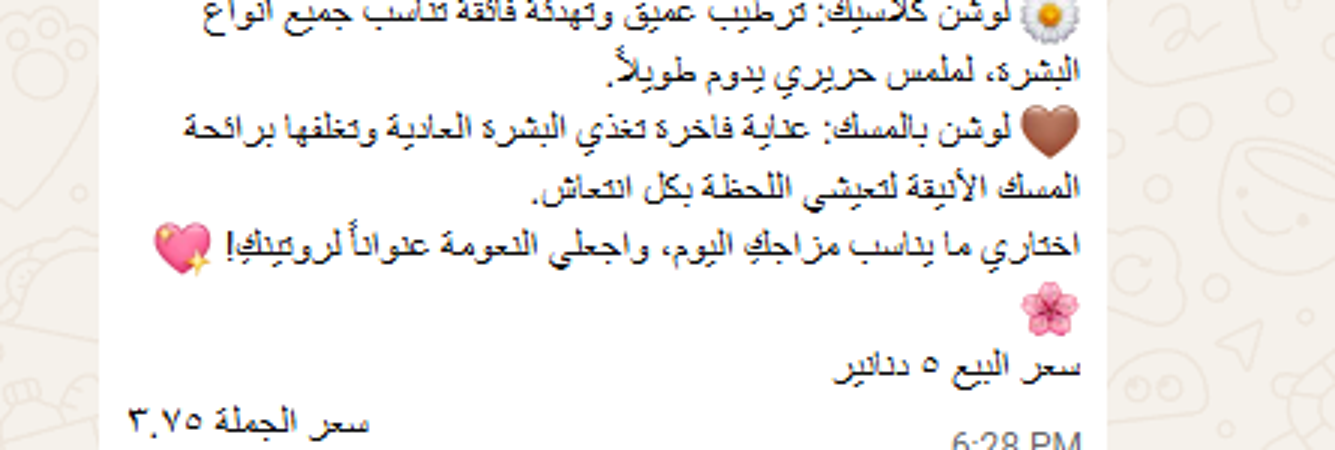 🌼 لوشن كلاسيك: ترطيب عميق وتهدئة فائقة تناسب جميع أنواع
البشرة، لملمس حريري يدوم طويلاً.
🤎 لوشن بالمسك: عناية فاخرة تغذي البشرة العادية وتغلفها برائحة
المسك الأنيقة لتعيشي اللحظة بكل انتعاش.
اختاري ما يناسب مزاجكِ اليوم، واجعلي النعومة عنواناً لروتينكِ! 💖
🌸
سعر البيع ٥ دنانير
سعر الجملة ٣.٧٥
6:28 PM